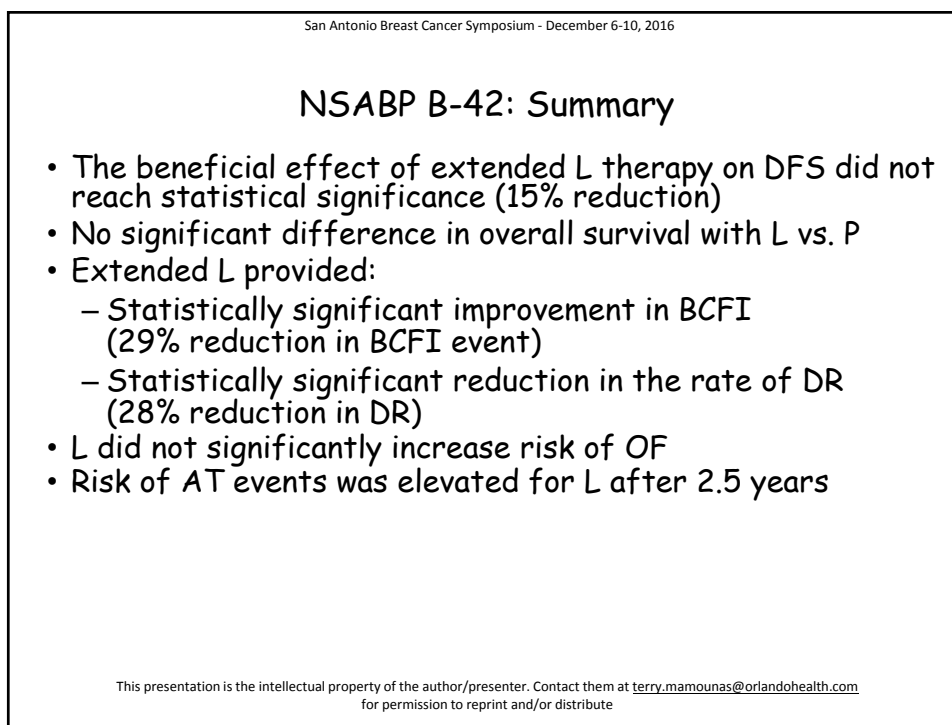 San Antonio Breast Cancer Symposium - December 6-10, 2016
NSABP B-42: Summary
• The beneficial effect of extended L therapy on DFS did not
reach statistical significance (15% reduction)
• No significant difference in overall survival with L vs. P
• Extended L provided:
– Statistically significant improvement in BCFI
(29% reduction in BCFI event)
– Statistically significant reduction in the rate of DR
(28% reduction in DR)
• L did not significantly increase risk of OF
• Risk of AT events was elevated for L after 2.5 years
This presentation is the intellectual property of the author/presenter. Contact them at terry.mamounas@orlandohealth.com
for permission to reprint and/or distribute